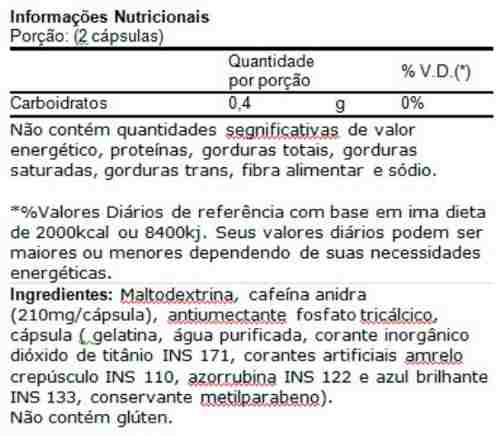 Informações Nutricionais
Porção: (2 cápsulas)
Quantidade
por porção
% V.D.(*)
Carboidratos 0,4 g 0%
Não contém quantidades segnificativas de valor
energético, proteínas, gorduras totais, gorduras
saturadas, gorduras trans, fibra alimentar e sódio.
*%Valores Diários de referência com base em ima dieta
de 2000kcal ou 8400kj. Seus valores diários podem ser
maiores ou menores dependendo de suas necessidades
energéticas.
Ingredientes: Maltodextrina, cafeína anidra
(210mg/cápsula), antiumectante fosfato tricálcico,
cápsula ( gelatina, água purificada, corante inorgânico
dióxido de titânio INS 171, corantes artificiais amrelo
crepúsculo INS 110, azorrubina INS 122 e azul brilhante
INS 133, conservante metilparabeno).
Não contém glúten.